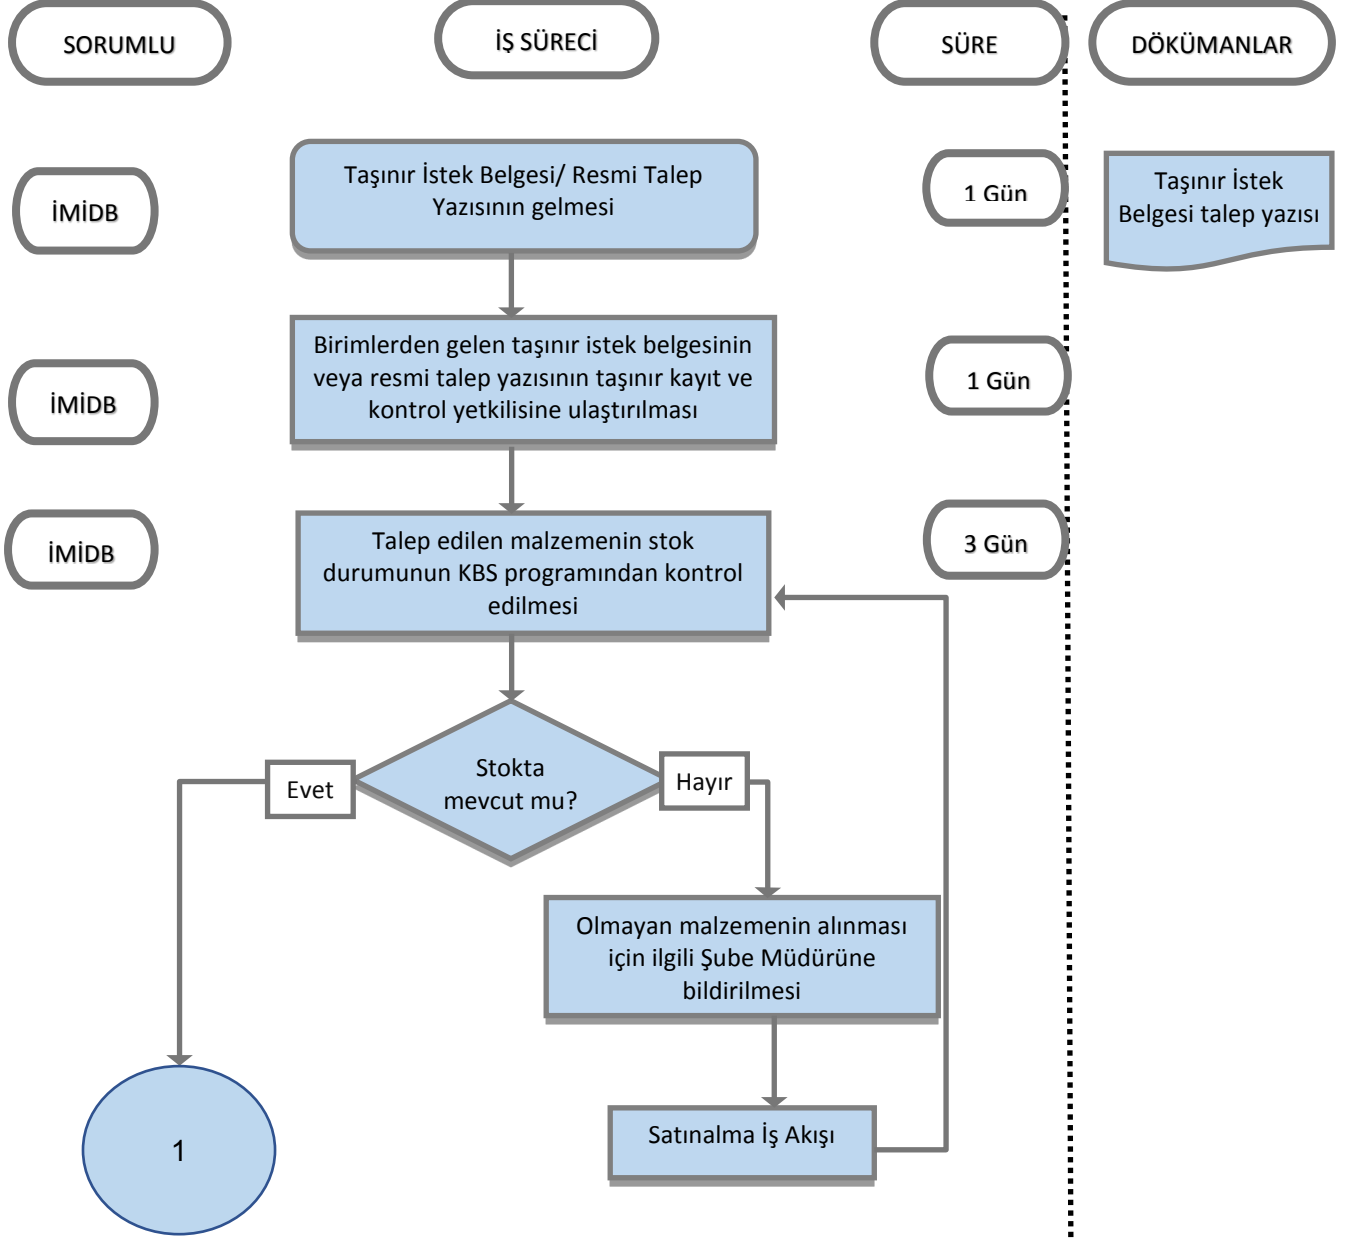 SORUMLU
İŞ SÜRECİ
SÜRE
DÖKÜMANLAR
İMİDB
Taşınır İstek Belgesi/ Resmi Talep
Yazısının gelmesi
1 Gün
Taşınır İstek
Belgesi talep yazısı
İMİDB
Birimlerden gelen taşınır istek belgesinin
veya resmi talep yazısının taşınır kayıt ve
kontrol yetkilisine ulaştırılması
1 Gün
İMİDB
Talep edilen malzemenin stok
durumunun KBS programından kontrol
edilmesi
3 Gün
Evet
Stokta
mevcut mu?
Hayır
Olmayan malzemenin alınması
için ilgili Şube Müdürüne
bildirilmesi
1
Satınalma İş Akışı